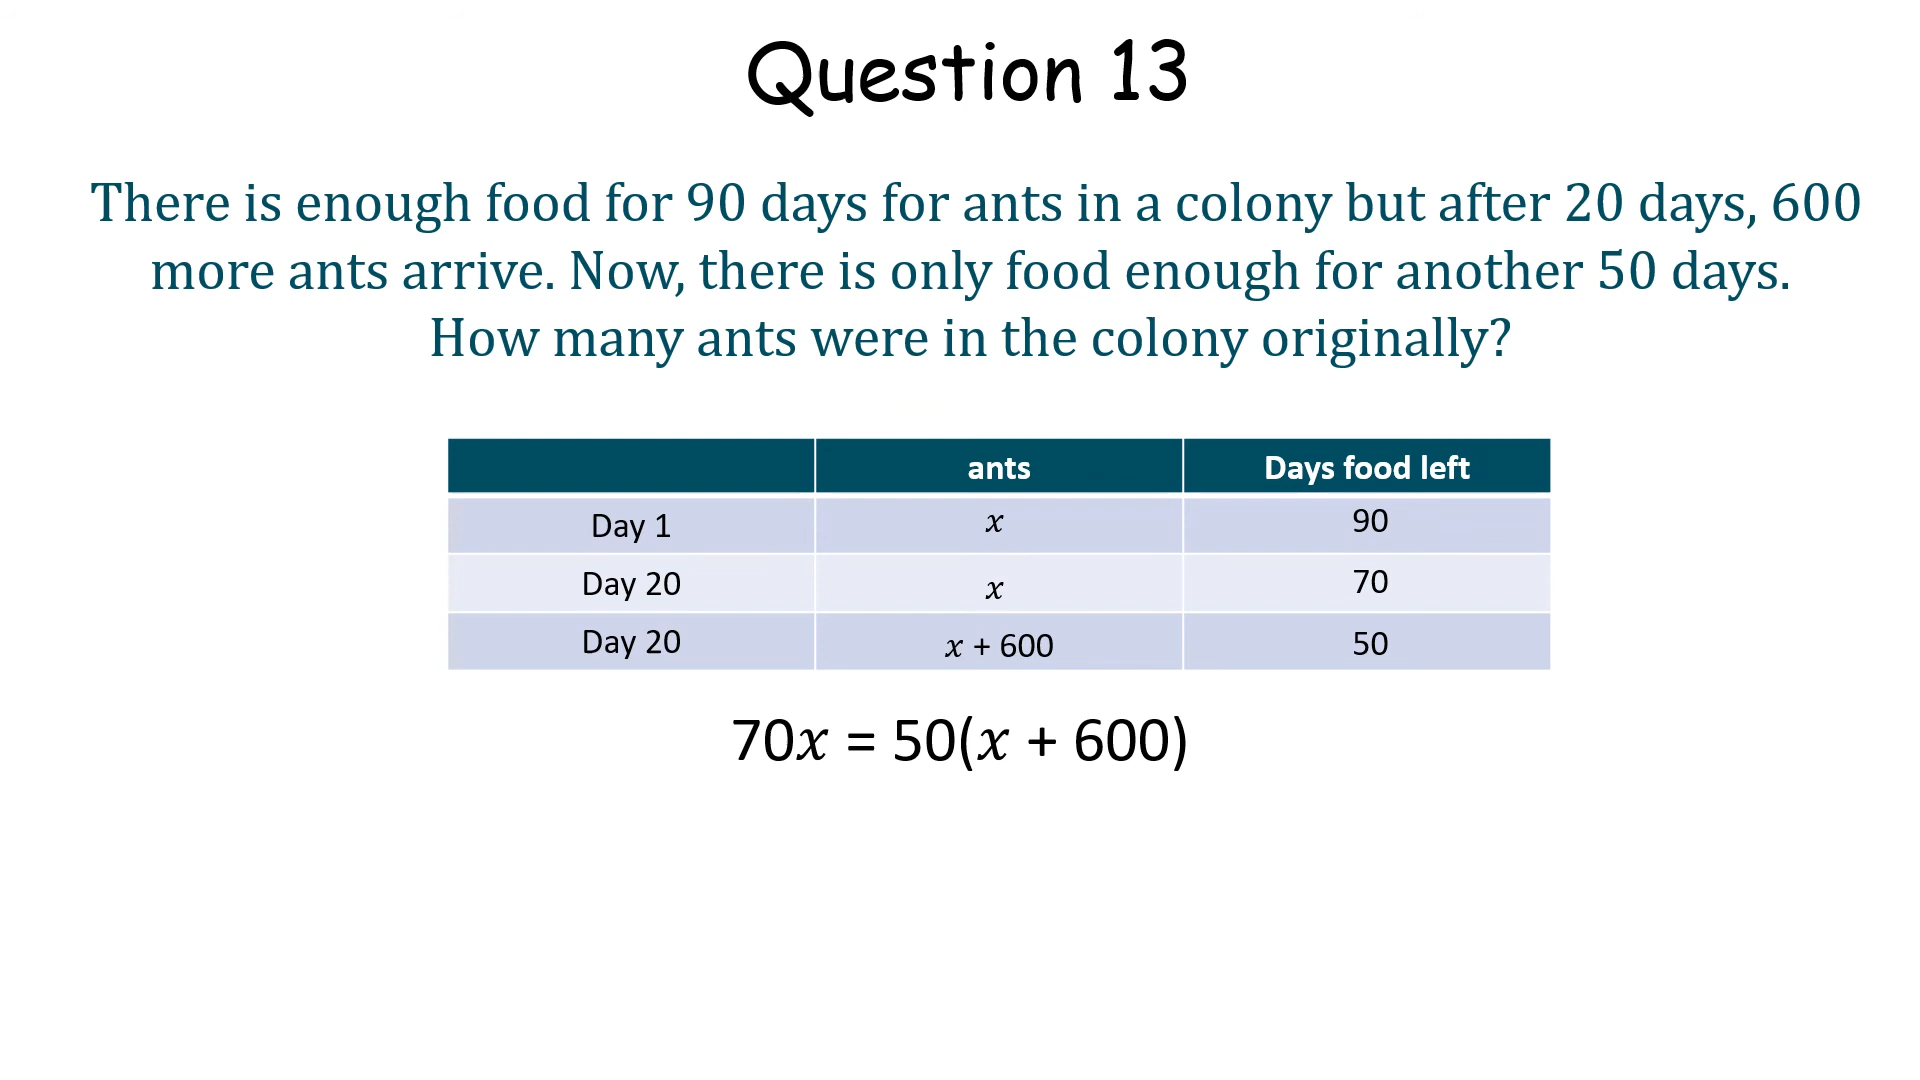 Question 13
There is enough food for 90 days for ants in a colony but after 20 days, 600
more ants arrive. Now, there is only food enough for another 50 days.
How many ants were in the colony originally?
ants Days food left
Day 1 x 90
Day 20 x 70
Day 20 x + 600 50
70x = 50(x + 600)